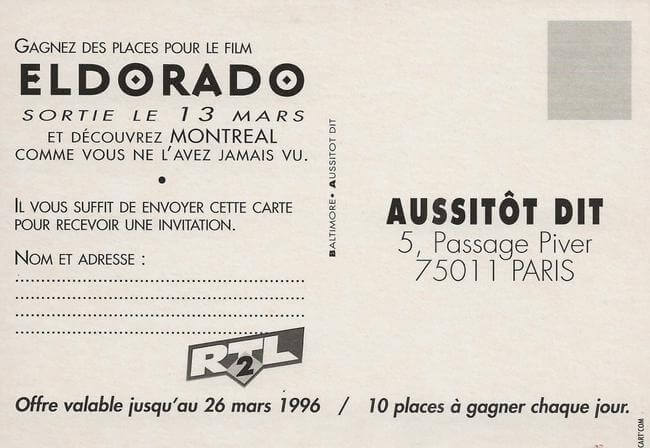 GAGNEZ DES PLACES POUR LE FILM
ELDORADO
SORTIE LE 13 MARS
ET DÉCOUVREZ MONTREAL
COMME VOUS NE L'AVEZ JAMAIS VU.
•
IL VOUS SUFFIT DE ENVOYER CETTE CARTE
POUR RECEVOIR UNE INVITATION.
NOM ET ADRESSE :
RTL2
BALTIMORE • AUSSITOT DIT
AUSSITÔT DIT
5, Passage Piver
75011 PARIS
Offre valable jusqu'au 26 mars 1996 / 10 places à gagner chaque jour.
CART'COM